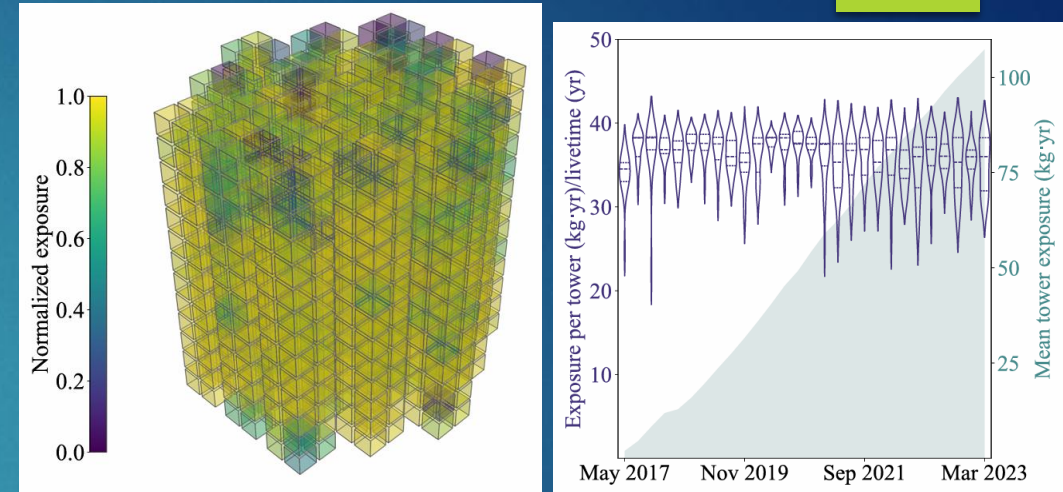 Normalized exposure
1.0
0.8
0.6
0.4
0.2
0.0
Exposure per tower (kg·yr)/livetime (yr)
50
40
30
20
10
May 2017
Nov 2019
Sep 2021
Mar 2023
100
75
50
25
Mean tower exposure (kg·yr)